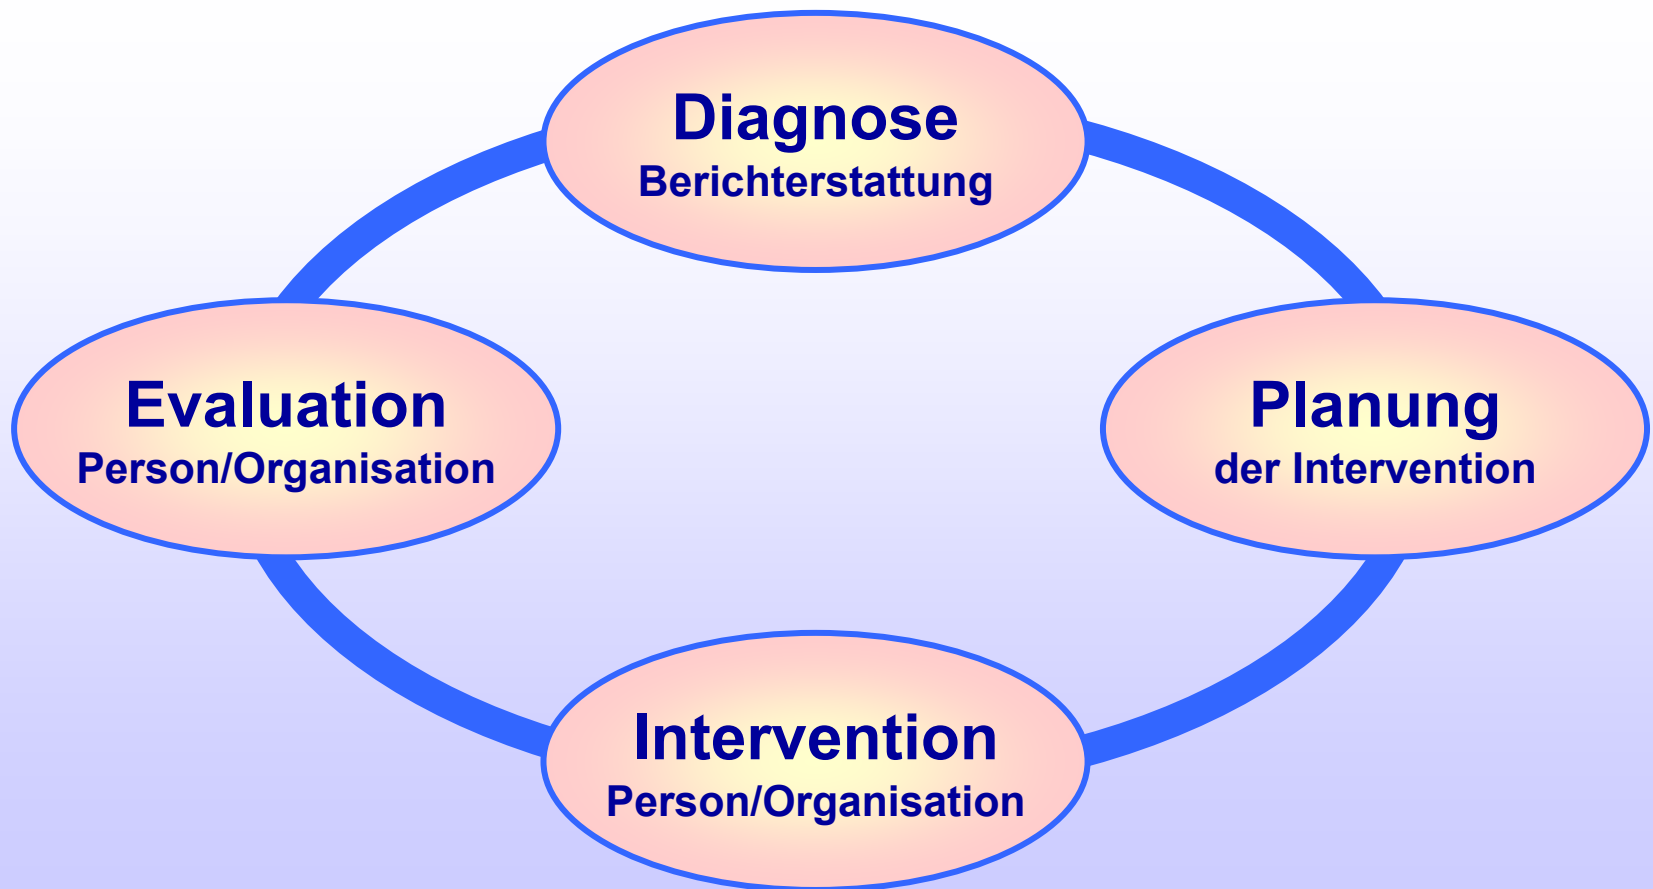 Diagnose
Berichterstattung
Evaluation
Person/Organisation
Planung
der Intervention
Intervention
Person/Organisation